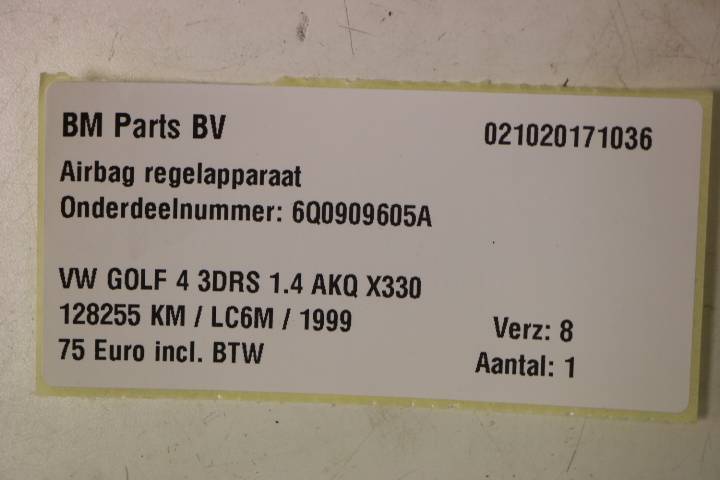 BM Parts BV
021020171036
Airbag regelapparaat
Onderdeelnummer: 6Q0909605A
VW GOLF 4 3DRS 1.4 AKQ X330
128255 KM / LC6M / 1999
75 Euro incl. BTW
Verz: 8
Aantal: 1